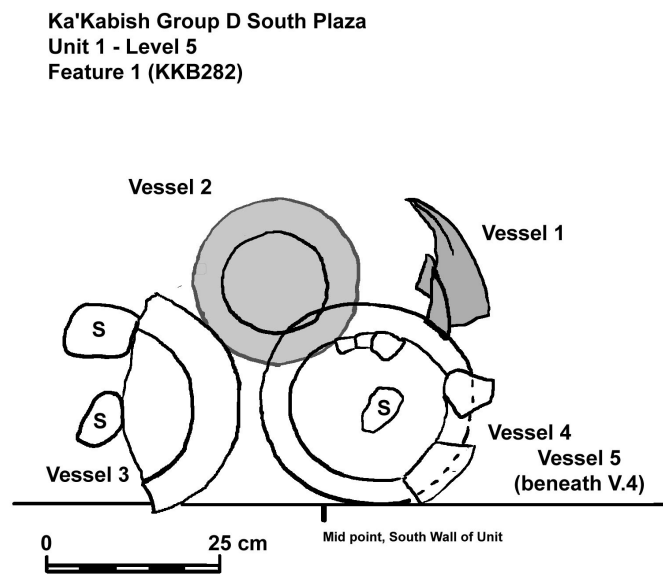 Ka'Kabish Group D South Plaza
Unit 1 - Level 5
Feature 1 (KKB282)
Vessel 2
Vessel 1
S
S
S
Vessel 4
Vessel 5
(beneath V.4)
Vessel 3
Mid point, South Wall of Unit
0 25 cm